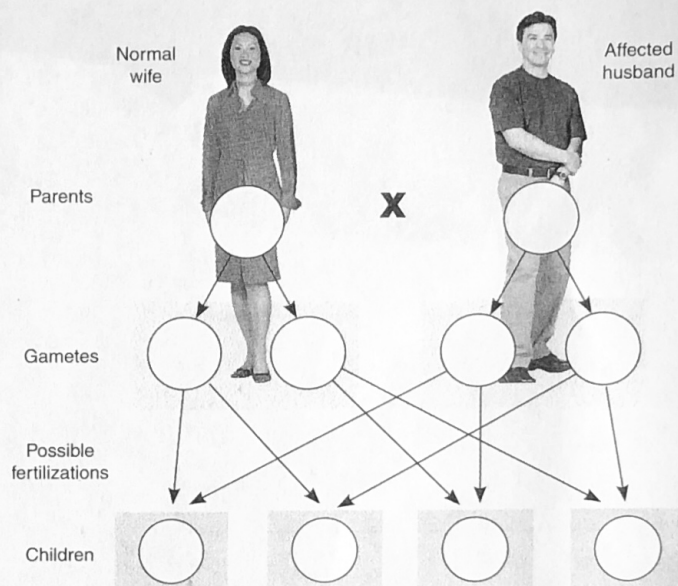 Normal
wife
Affected
husband
Parents
X
Gametes
Possible
fertilizations
Children